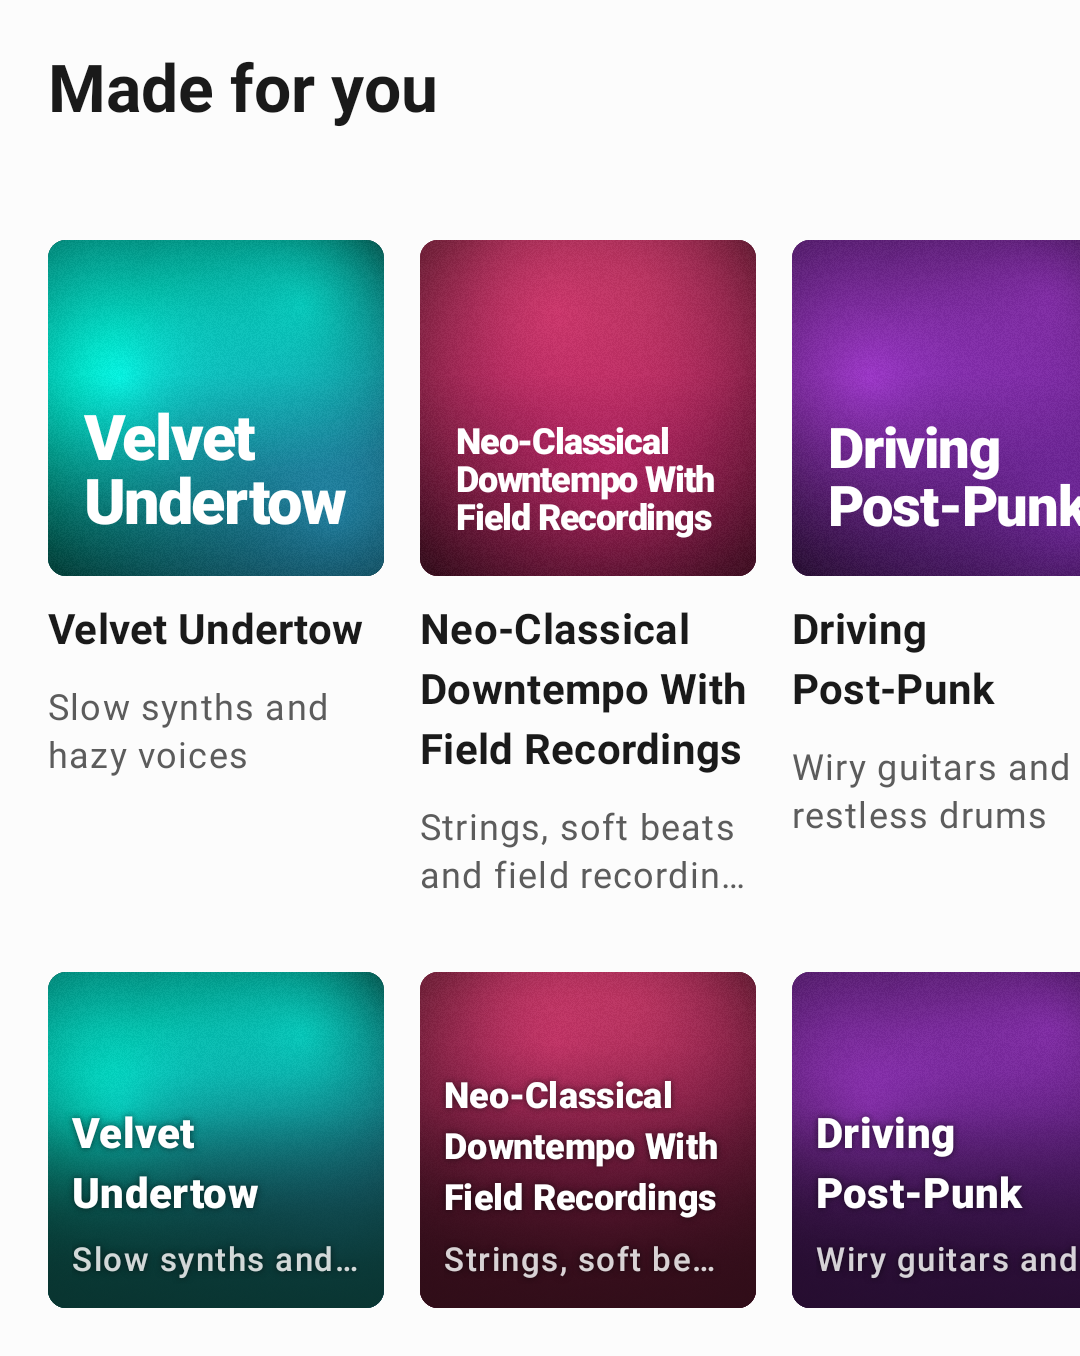 Made for you
Velvet
Undertow
Neo-Classical
Downtempo With
Field Recordings
Driving
Post-Punk
Velvet Undertow
Slow synths and
hazy voices
Neo-Classical
Downtempo With
Field Recordings
Strings, soft beats
and field recordin…
Driving
Post-Punk
Wiry guitars and
restless drums
Velvet
Undertow
Slow synths and…
Neo-Classical
Downtempo With
Field Recordings
Strings, soft be…
Driving
Post-Punk
Wiry guitars and